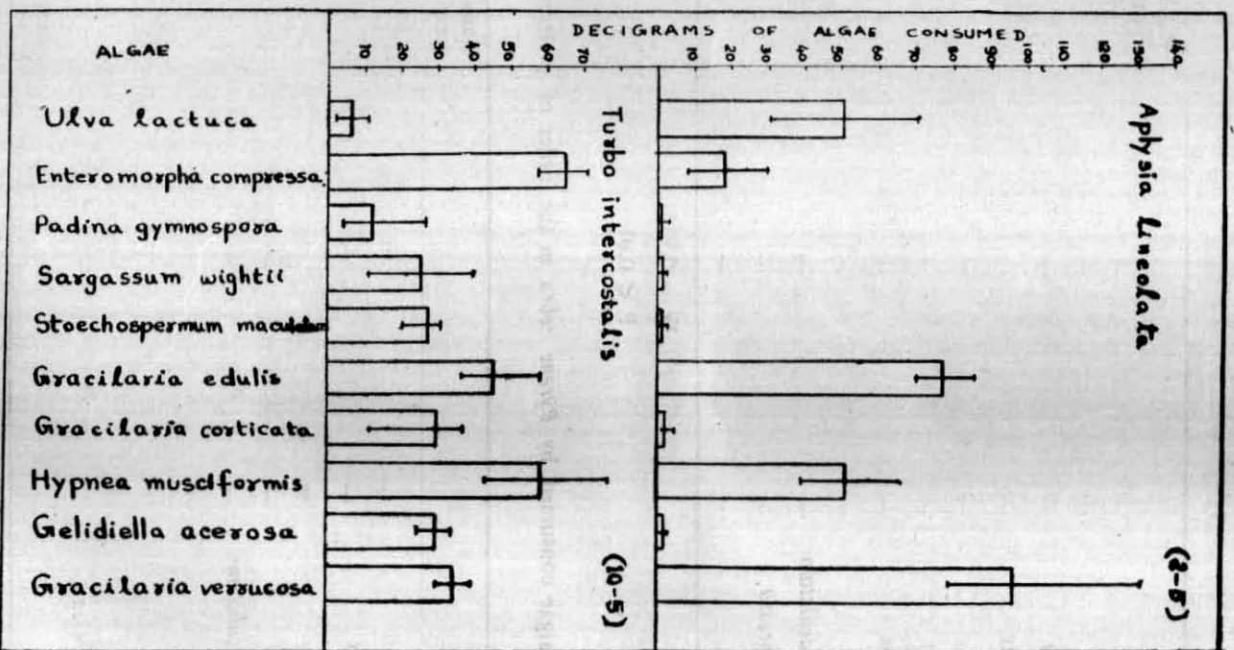 DECIGRAMS OF ALGAE CONSUMED
ALGAE
10 20 30 40 50 60 70
10 20 30 40 50 60 70 80 90 100 110 120 130 140
Ulva lactuca
Enteromorpha compressa
Padina gymnospora
Sargassum wightii
Stoechospermum
Gracilaria edulis
Gracilaria corticata
Hypnea musciformis
Gelidiella acerosa
Gracilaria verrucosa
Turbo intercostalis
(10-5)
Aplysia lineolata